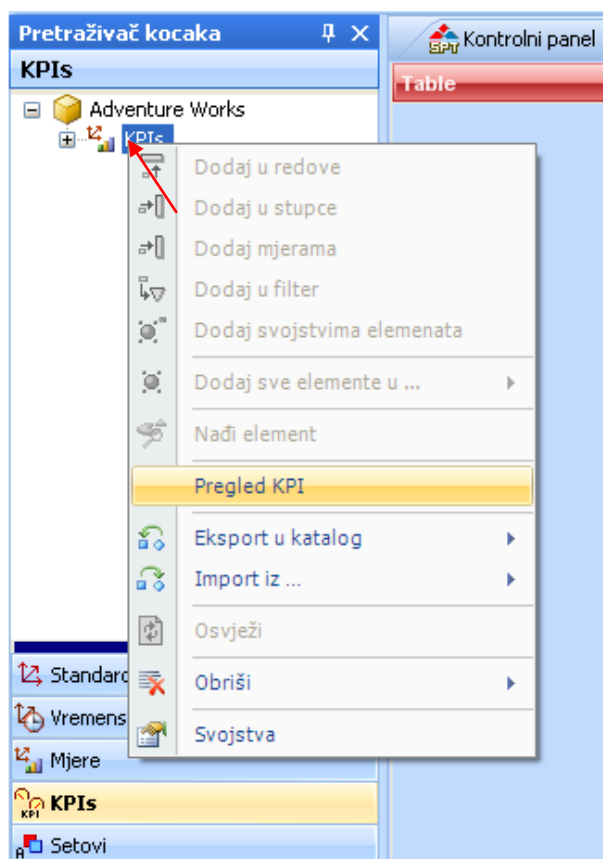 Pretraživač kocaka
Kontrolni panel
KPIs
Table
Adventure Works
KPIs
Dodaj u redove
Dodaj u stupce
Dodaj mjerama
Dodaj u filter
Dodaj svojstvima elemenata
Dodaj sve elemente u ...
Nađi element
Pregled KPI
Eksport u katalog
Import iz ...
Osvježi
Obriši
Svojstva
Standard
Vremens
Mjere
KPIs
Setovi